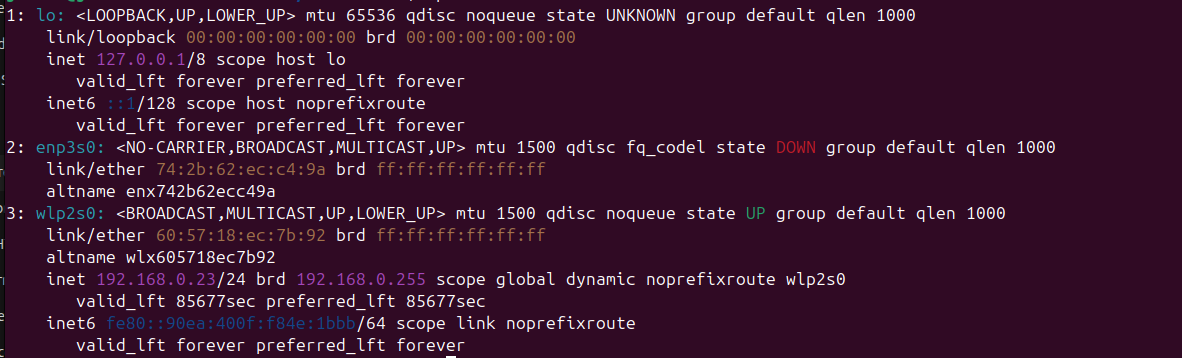 1: lo: <LOOPBACK,UP,LOWER_UP> mtu 65536 qdisc noqueue state UNKNOWN group default qlen 1000
    link/loopback 00:00:00:00:00:00 brd 00:00:00:00:00:00
    inet 127.0.0.1/8 scope host lo
       valid_lft forever preferred_lft forever
    inet6 ::1/128 scope host noprefixroute
       valid_lft forever preferred_lft forever
2: enp3s0: <NO-CARRIER,BROADCAST,MULTICAST,UP> mtu 1500 qdisc fq_codel state DOWN group default qlen 1000
    link/ether 74:2b:62:ec:c4:9a brd ff:ff:ff:ff:ff:ff
    altname enx742b62ecc49a
3: wlp2s0: <BROADCAST,MULTICAST,UP,LOWER_UP> mtu 1500 qdisc noqueue state UP group default qlen 1000
    link/ether 60:57:18:ec:7b:92 brd ff:ff:ff:ff:ff:ff
    altname wlx605718ec7b92
    inet 192.168.0.23/24 brd 192.168.0.255 scope global dynamic noprefixroute wlp2s0
       valid_lft 85677sec preferred_lft 85677sec
    inet6 fe80::90ea:400f:f84e:1bbb/64 scope link noprefixroute
       valid_lft forever preferred_lft forever